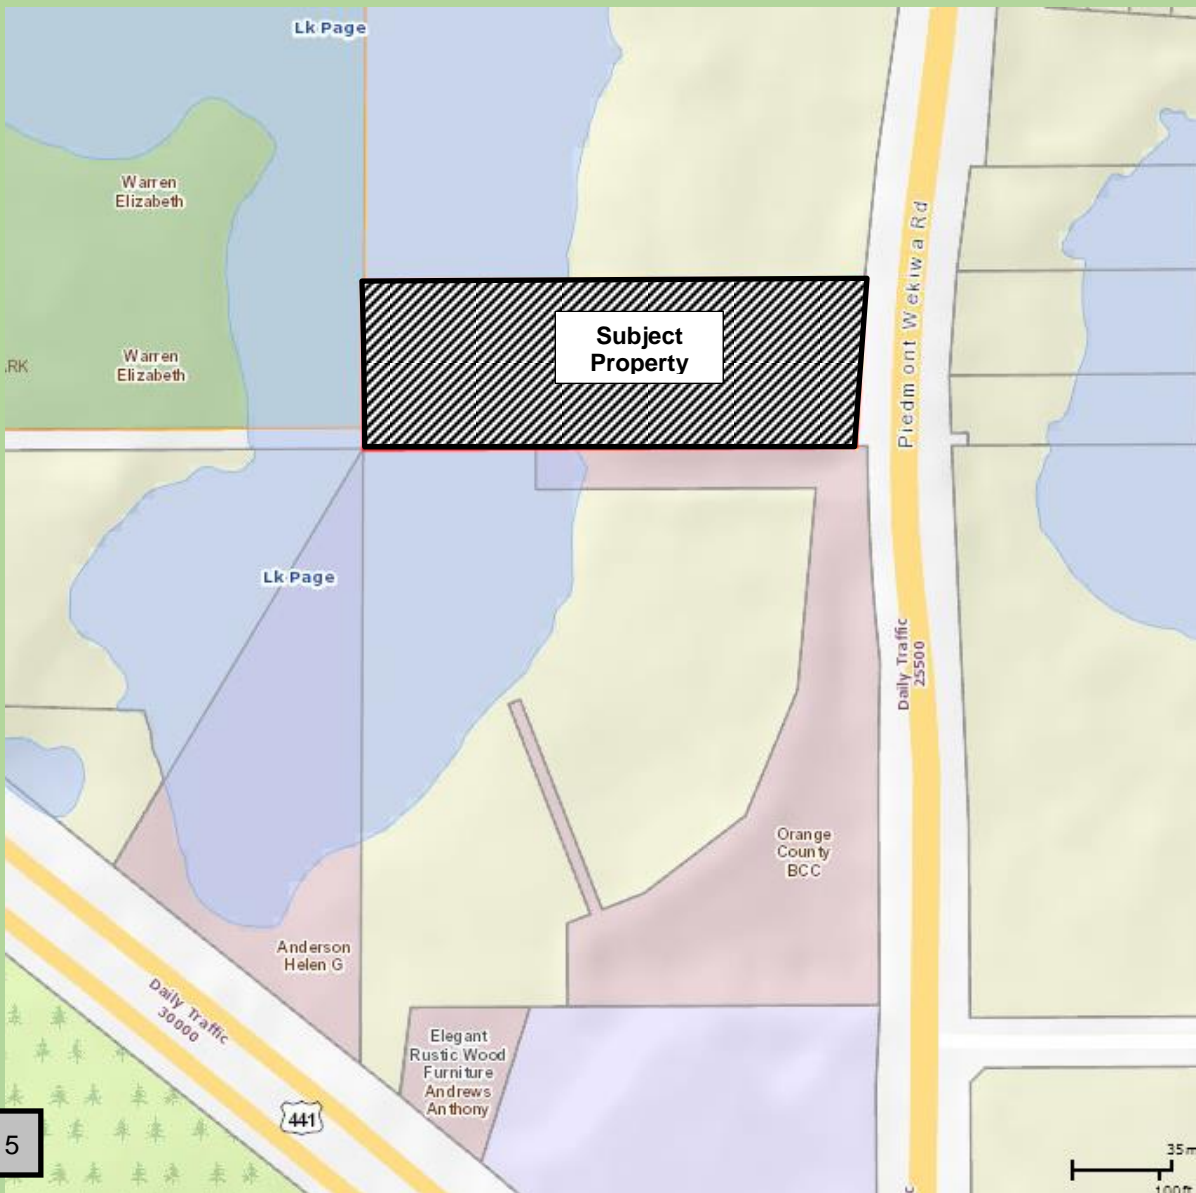 Lk Page
Warren
Elizabeth
Piedmont Wekiwa Rd
Subject
Property
Warren
Elizabeth
RK
Lk Page
Daily Traffic
25500
Orange
County
BCC
Anderson
Helen G
Daily Traffic
30000
Elegant
Rustic Wood
Furniture
Andrews
Anthony
441
5
35m
100ft